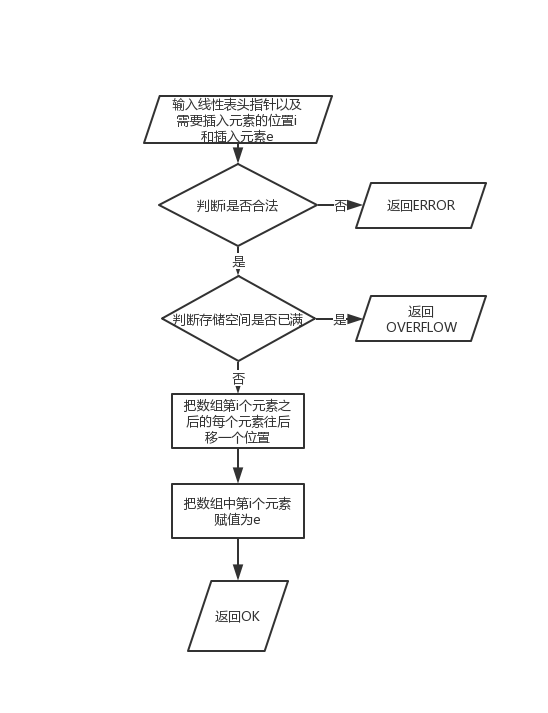 输入线性表头指针以及
需要插入元素的位置i
和插入元素e
判断i是否合法
否
返回ERROR
是
判断存储空间是否已满
是
返回
OVERFLOW
否
把数组第i个元素之
后的每个元素往后
移一个位置
把数组中第i个元素
赋值为e
返回OK